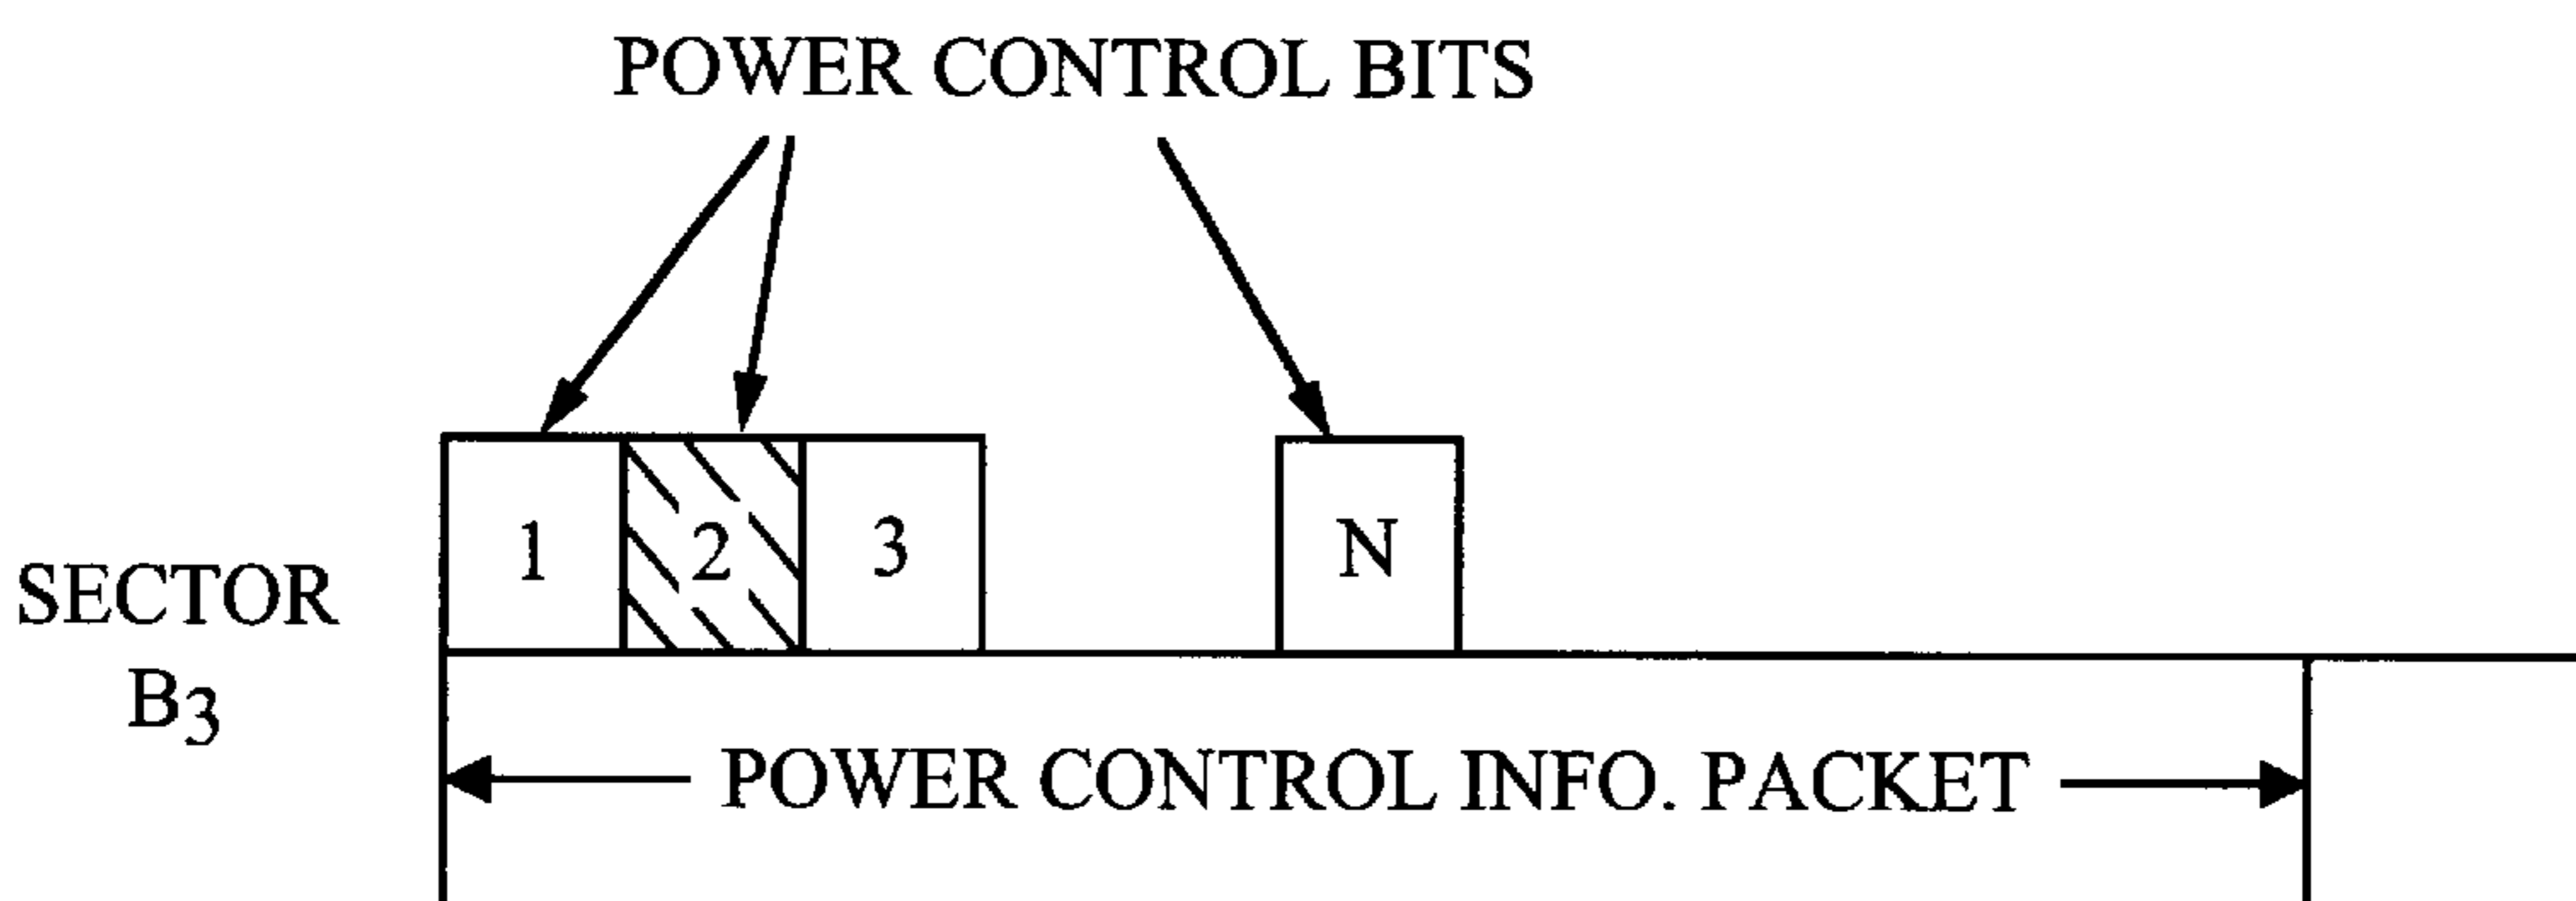 POWER CONTROL BITS
1 2 3 N
SECTOR
B3
POWER CONTROL INFO. PACKET